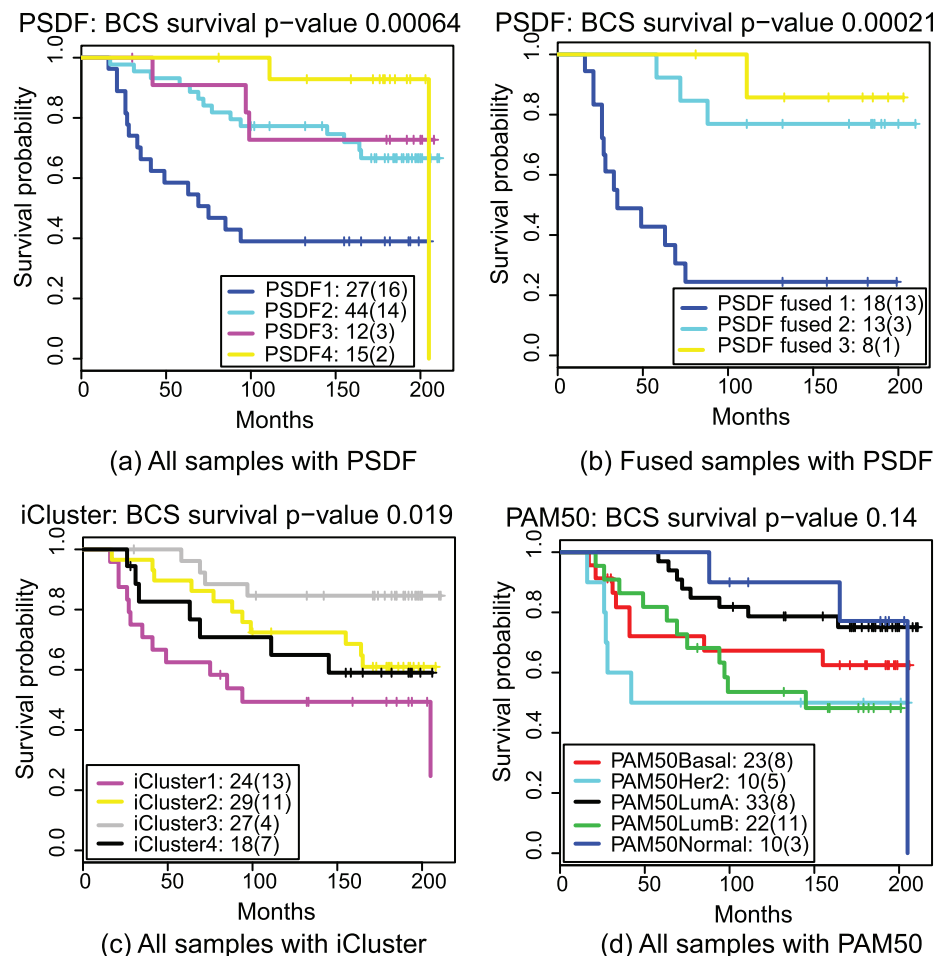 PSDF: BCS survival p−value 0.00064
Survival probability
1.0
0.8
0.6
0.4
0.2
0.0
PSDF1: 27(16)
PSDF2: 44(14)
PSDF3: 12(3)
PSDF4: 15(2)
0 50 100 150 200
Months
(a) All samples with PSDF
PSDF: BCS survival p−value 0.00021
Survival probability
1.0
0.8
0.6
0.4
0.2
0.0
PSDF fused 1: 18(13)
PSDF fused 2: 13(3)
PSDF fused 3: 8(1)
0 50 100 150 200
Months
(b) Fused samples with PSDF
iCluster: BCS survival p−value 0.019
Survival probability
1.0
0.8
0.6
0.4
0.2
0.0
iCluster1: 24(13)
iCluster2: 29(11)
iCluster3: 27(4)
iCluster4: 18(7)
0 50 100 150 200
Months
(c) All samples with iCluster
PAM50: BCS survival p−value 0.14
Survival probability
1.0
0.8
0.6
0.4
0.2
0.0
PAM50Basal: 23(8)
PAM50Her2: 10(5)
PAM50LumA: 33(8)
PAM50LumB: 22(11)
PAM50Normal: 10(3)
0 50 100 150 200
Months
(d) All samples with PAM50